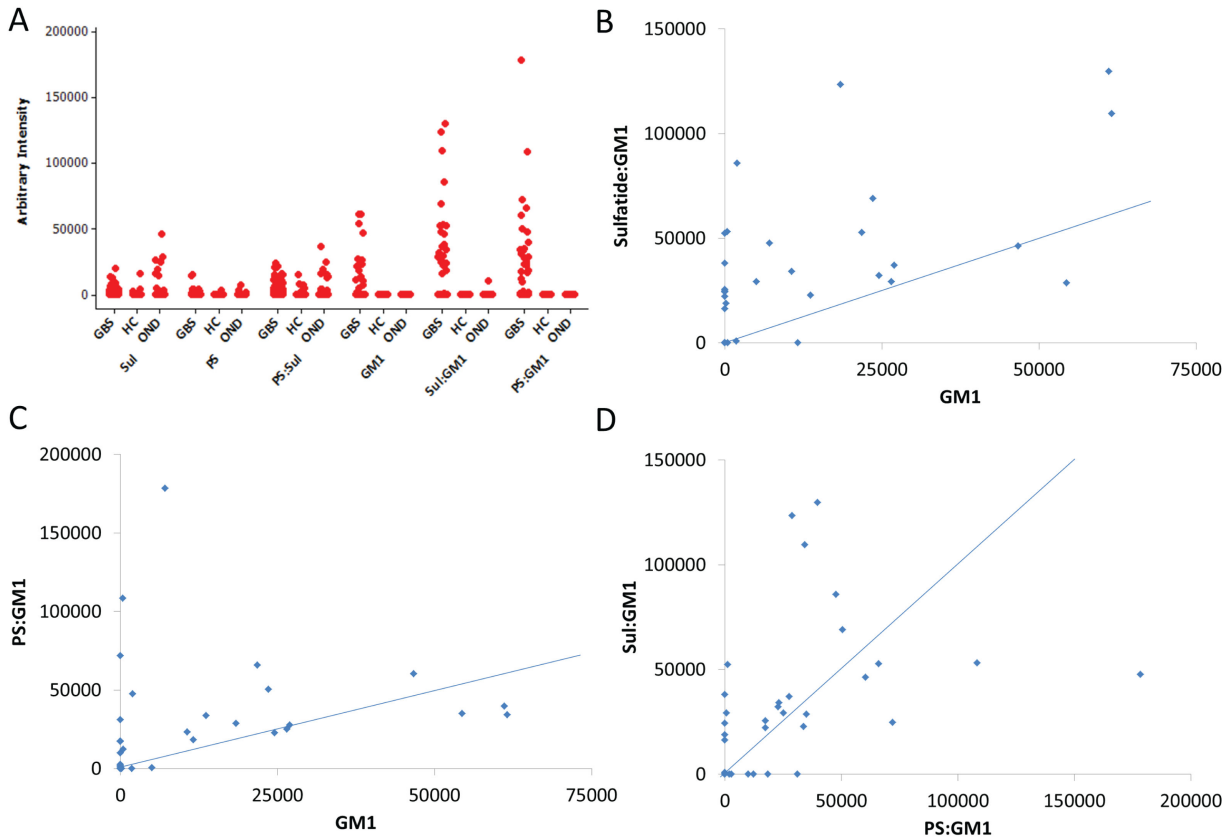 A
200000
150000
100000
50000
0
Arbitrary Intensity
GBS HC OND GBS HC OND GBS HC OND GBS HC OND GBS HC OND GBS HC OND
Sul PS PS:Sul GM1 Sul:GM1 PS:GM1
B
150000
100000
50000
0
Sulfatide:GM1
0 25000 50000 75000
GM1
C
200000
150000
100000
50000
0
PS:GM1
0 25000 50000 75000
GM1
D
150000
100000
50000
0
Sul:GM1
0 50000 100000 150000 200000
PS:GM1